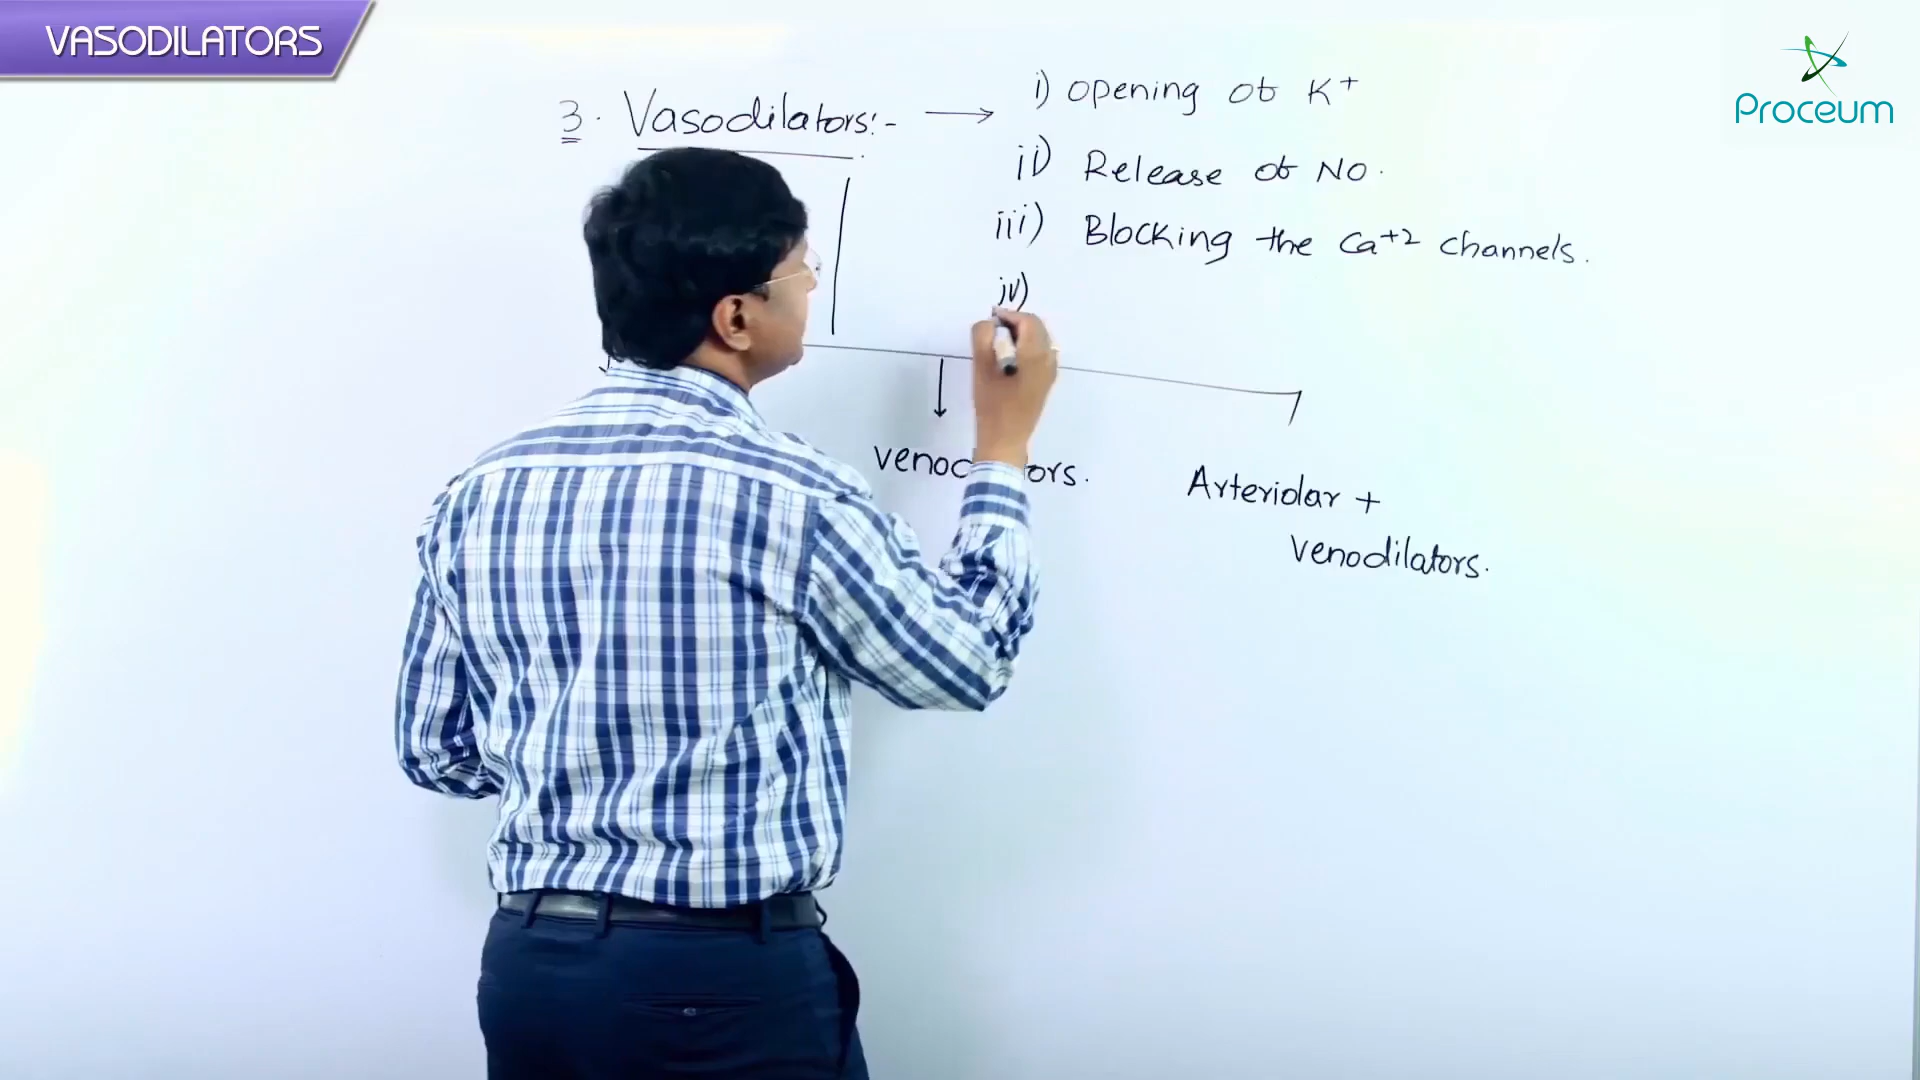 VASODILATORS
Proceum
3. Vasodilators:- →
i) Opening of K+
ii) Release of NO.
iii) Blocking the Ca+2 channels.
iv)
Arteriolar +
venodilators.